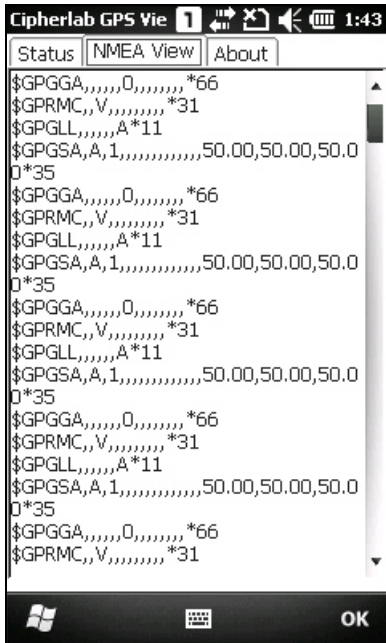 Cipherlab GPS Vie 1 1:43
Status NMEA View About
$GPGGA,,,,,,0,,,,,,,,*66
$GPRMC,,V,,,,,,,,,*31
$GPGLL,,,,,,A*11
$GPGSA,A,1,,,,,,,,,,,,,50.00,50.00,50.0
0*35
$GPGGA,,,,,,0,,,,,,,,*66
$GPRMC,,V,,,,,,,,,*31
$GPGLL,,,,,,A*11
$GPGSA,A,1,,,,,,,,,,,,,50.00,50.00,50.0
0*35
$GPGGA,,,,,,0,,,,,,,,*66
$GPRMC,,V,,,,,,,,,*31
$GPGLL,,,,,,A*11
$GPGSA,A,1,,,,,,,,,,,,,50.00,50.00,50.0
0*35
$GPGGA,,,,,,0,,,,,,,,*66
$GPRMC,,V,,,,,,,,,*31
$GPGLL,,,,,,A*11
$GPGSA,A,1,,,,,,,,,,,,,50.00,50.00,50.0
0*35
$GPGGA,,,,,,0,,,,,,,,*66
$GPRMC,,V,,,,,,,,,*31
OK